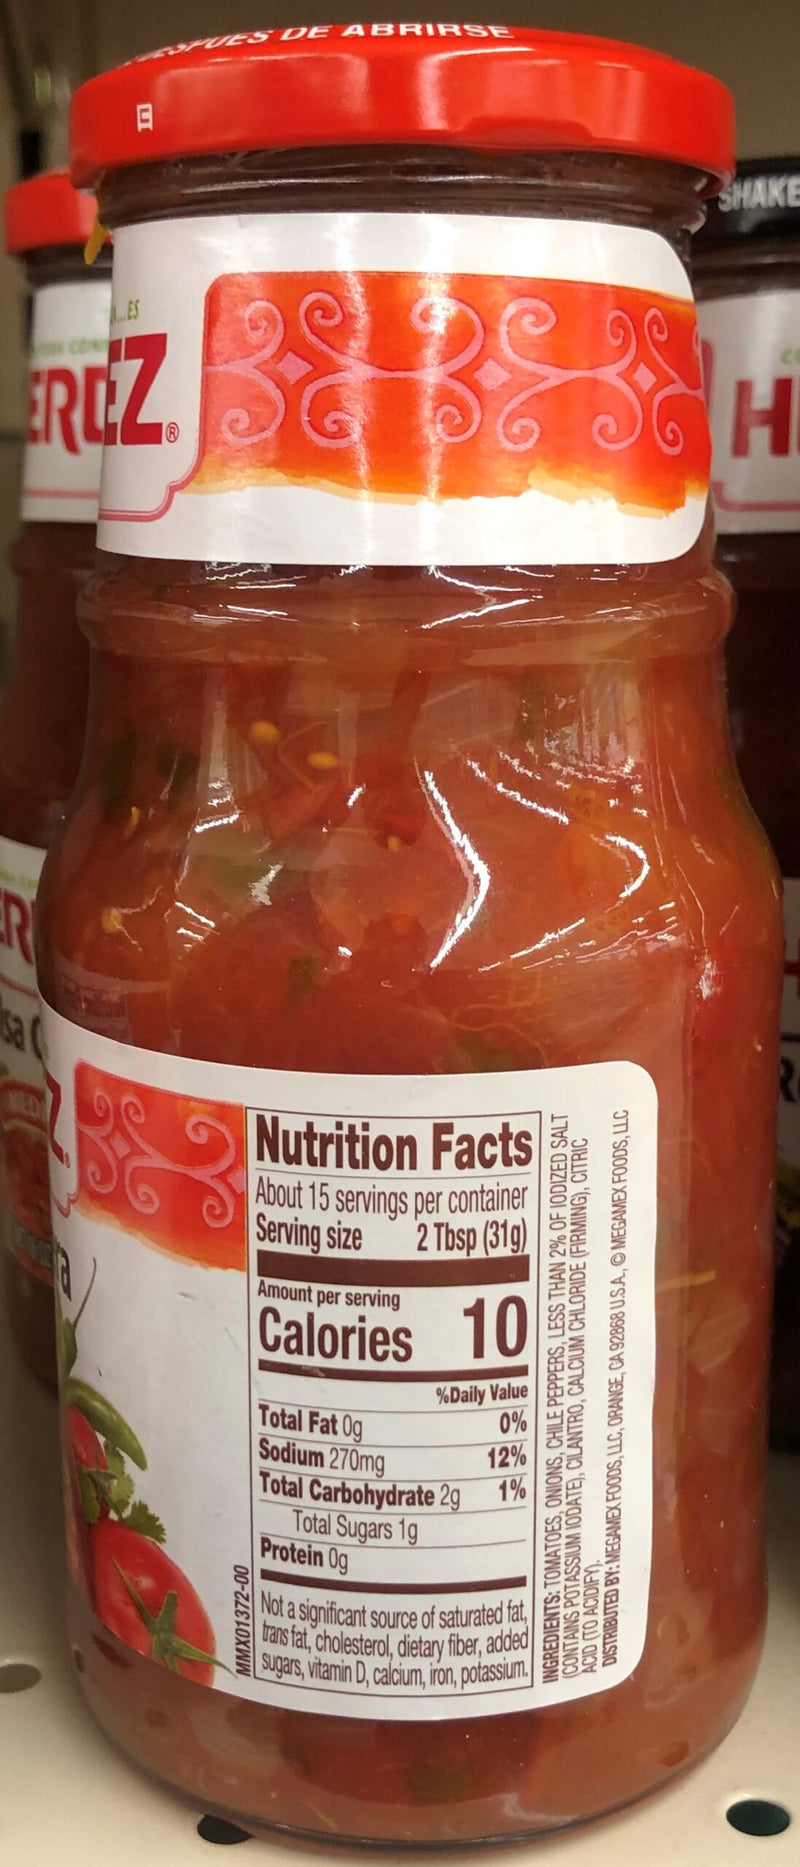 DESPUES DE ABRIRSE
SHAKE
EZ®
Nutrition Facts
About 15 servings per container
Serving size 2 Tbsp (31g)
Amount per serving
Calories 10
%Daily Value
Total Fat 0g 0%
Sodium 270mg 12%
Total Carbohydrate 2g 1%
Total Sugars 1g
Protein 0g
Not a significant source of saturated fat,
trans fat, cholesterol, dietary fiber, added
sugars, vitamin D, calcium, iron, potassium.
MMX01372-00
INGREDIENTS: TOMATOES, ONIONS, CHILE PEPPERS, LESS THAN 2% OF IODIZED SALT
(CONTAINS POTASSIUM IODATE), CILANTRO, CALCIUM CHLORIDE (FIRMING), CITRIC
ACID (TO ACIDIFY).
DISTRIBUTED BY: MEGAMEX FOODS, LLC, ORANGE, CA 92868 U.S.A., © MEGAMEX FOODS, LLC